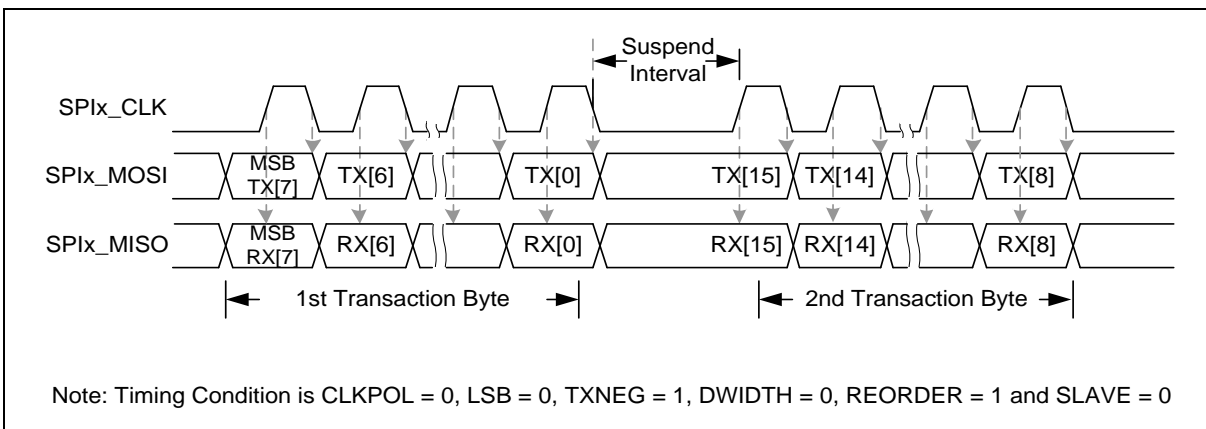 Suspend
Interval
SPIx_CLK
SPIx_MOSI
MSB
TX[7]
TX[6]
TX[0]
TX[15]
TX[14]
TX[8]
SPIx_MISO
MSB
RX[7]
RX[6]
RX[0]
RX[15]
RX[14]
RX[8]
1st Transaction Byte
2nd Transaction Byte
Note: Timing Condition is CLKPOL = 0, LSB = 0, TXNEG = 1, DWIDTH = 0, REORDER = 1 and SLAVE = 0